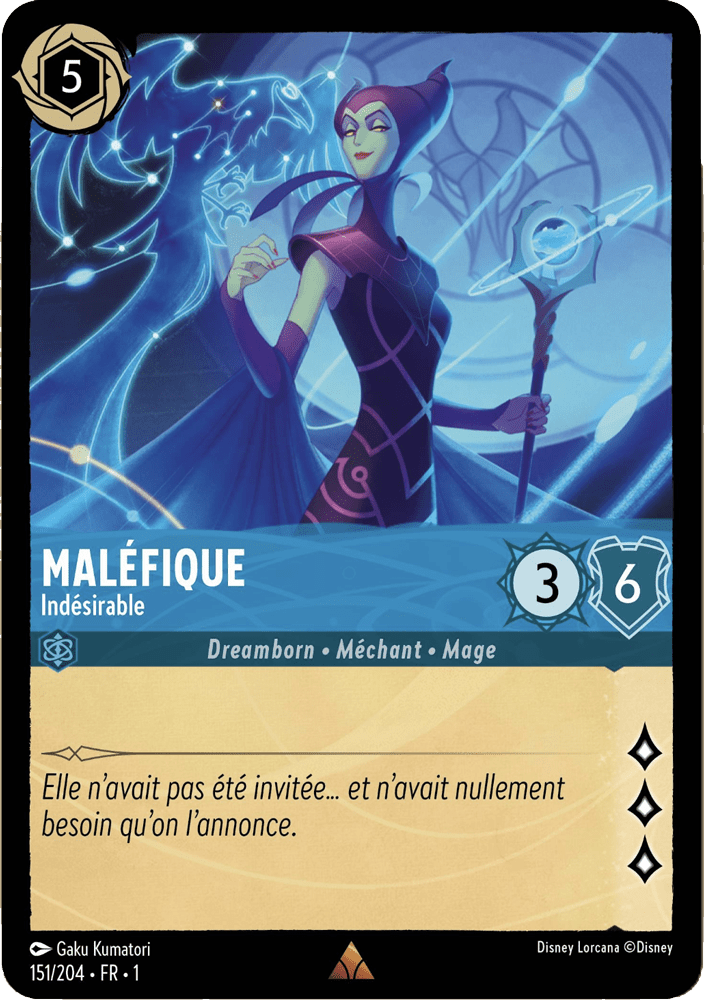 5
MALÉFIQUE
Indésirable
3
6
Dreamborn • Méchant • Mage
Elle n'avait pas été invitée... et n'avait nullement
besoin qu'on l'annonce.
Gaku Kumatori
Disney Lorcana ©Disney
151/204 • FR • 1